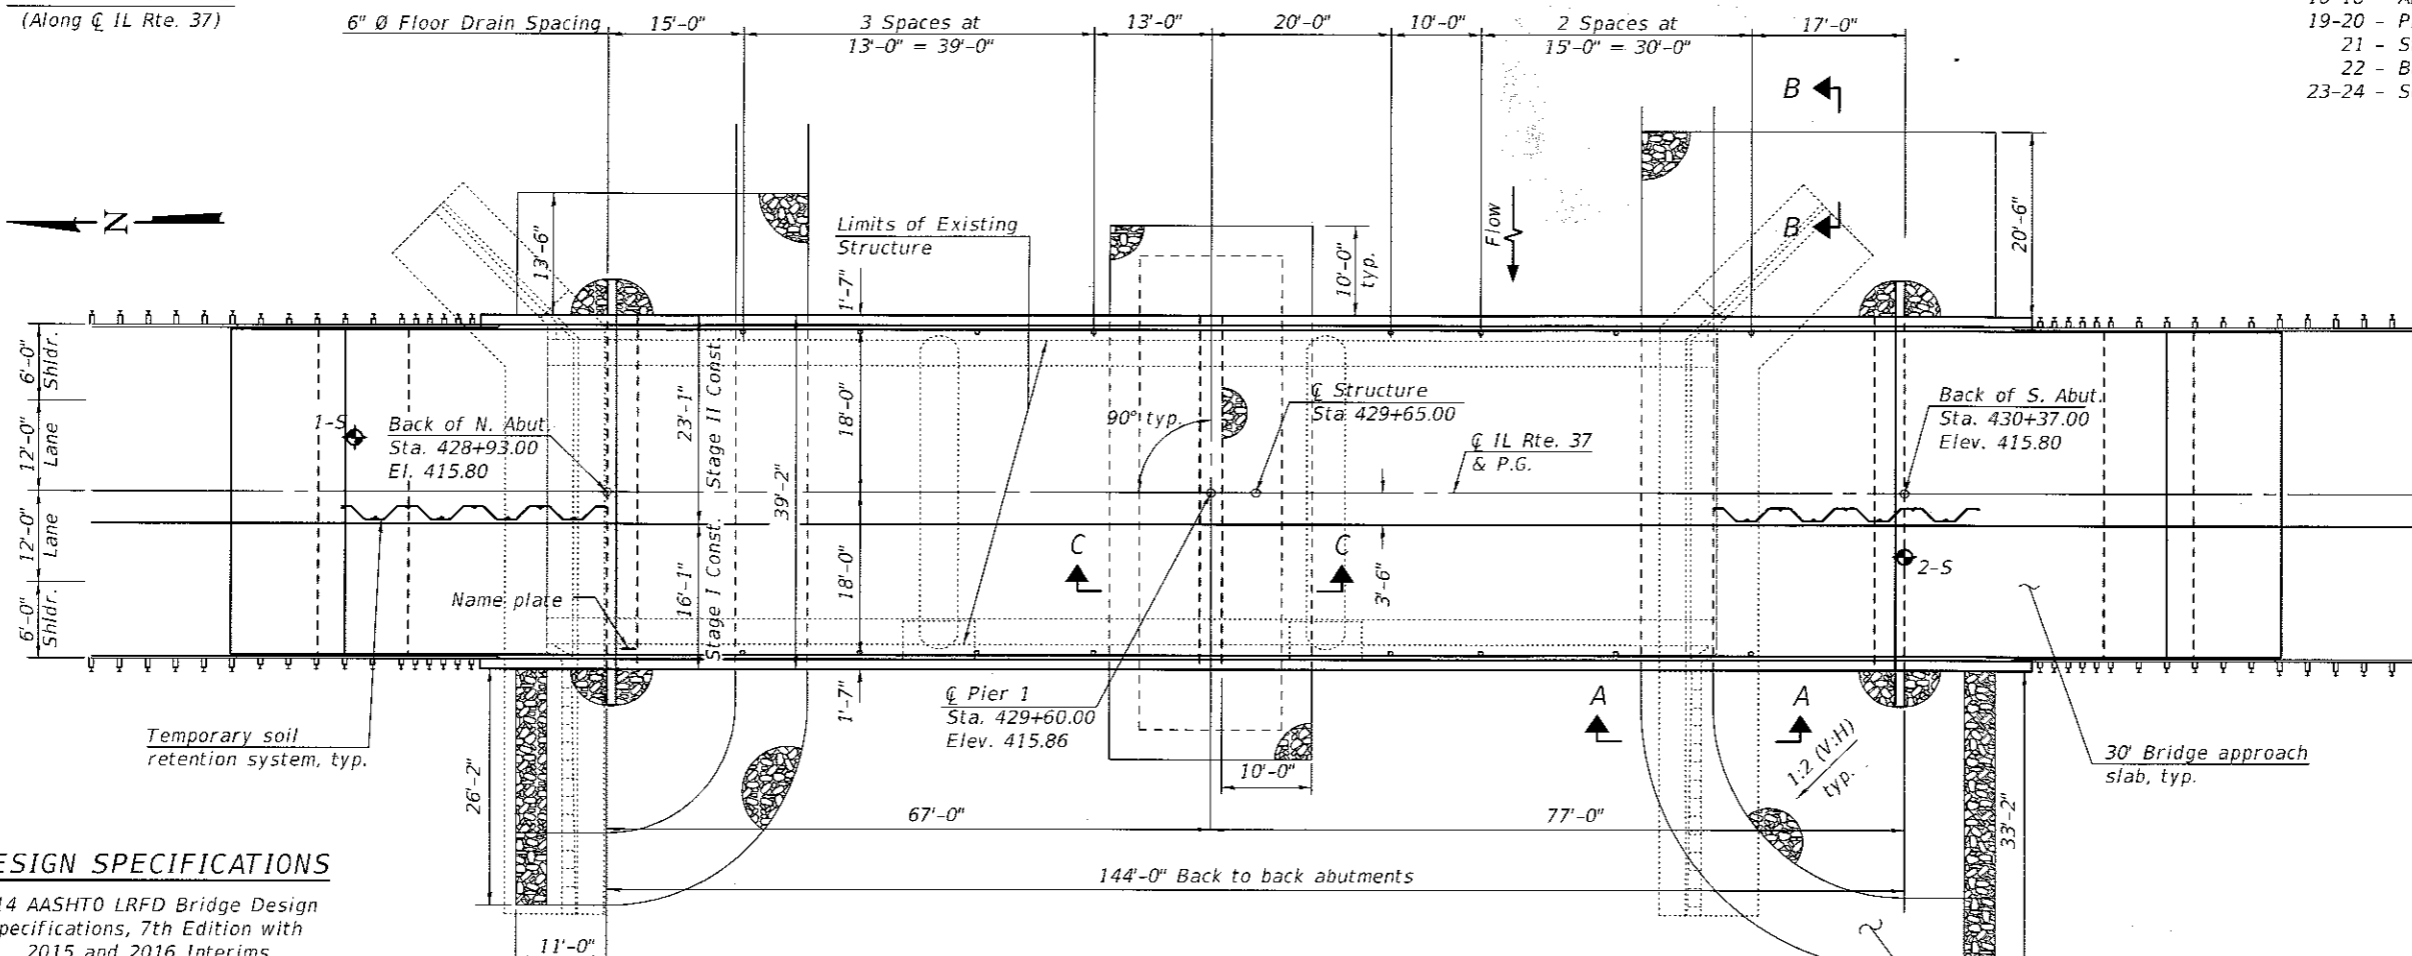 (Along ℄ IL Rte. 37)
6" Ø Floor Drain Spacing
15'-0"
3 Spaces at
13'-0" = 39'-0"
13'-0"
20'-0"
10'-0"
2 Spaces at
15'-0" = 30'-0"
17'-0"
19-20 - P
21 - S
22 - B
23-24 - S
B
B
N
13'-6"
Limits of Existing
Structure
1'-7"
10'-0"
typ.
Flow
20'-6"
6'-0"
Shldr.
12'-0"
Lane
12'-0"
Lane
6'-0"
Shldr.
1-S
Back of N. Abut.
Sta. 428+93.00
El. 415.80
23'-1"
Stage II Const.
39'-2"
18'-0"
90° typ.
℄ Structure
Sta 429+65.00
℄ IL Rte. 37
& P.G.
Back of S. Abut.
Sta. 430+37.00
Elev. 415.80
C
C
3'-6"
2-S
Name plate
16'-1"
Stage I Const.
18'-0"
1'-7"
℄ Pier 1
Sta. 429+60.00
Elev. 415.86
A
A
1:2 (V:H)
typ.
Temporary soil
retention system, typ.
30' Bridge approach
slab, typ.
26'-2"
10'-0"
67'-0"
77'-0"
33'-2"
144'-0" Back to back abutments
11'-0"
ESIGN SPECIFICATIONS
14 AASHTO LRFD Bridge Design
pecifications, 7th Edition with
2015 and 2016 Interims